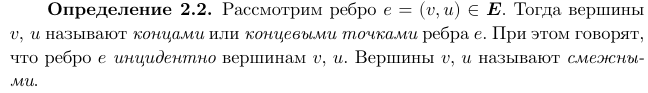 Определение 2.2. Рассмотрим ребро e = (v, u) ∈ E. Тогда вершины
v, u называют концами или концевыми точками ребра e. При этом говорят,
что ребро e инцидентно вершинам v, u. Вершины v, u называют смежны-
ми.